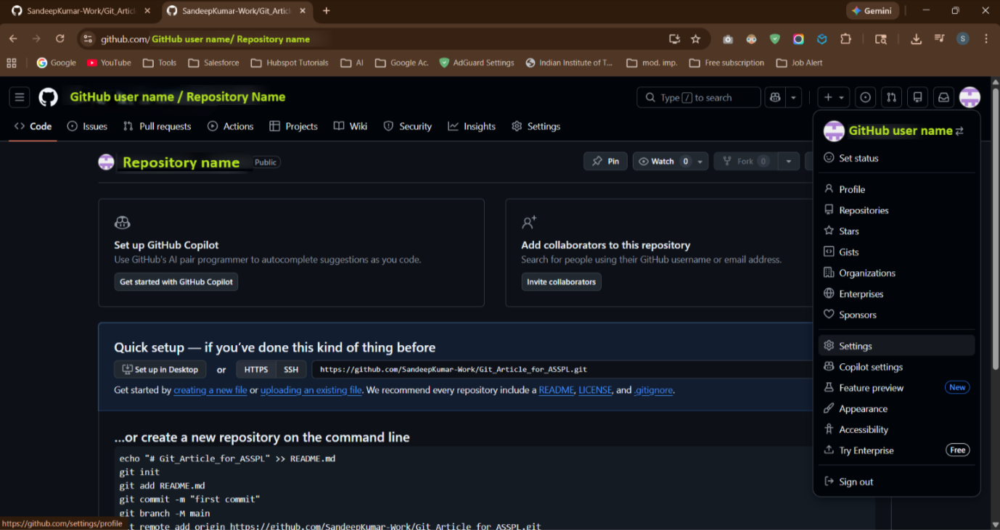 SandeepKumar-Work/Git_Articl
SandeepKumar-Work/Git_Articl
Gemini
github.com/ GitHub user name/ Repository name
S
Google
YouTube
Tools
Salesforce
Hubspot Tutorials
AI
Google Ac.
AdGuard Settings
Indian Institute of T...
mod. imp.
Free subscription
Job Alert
GitHub user name / Repository Name
Type / to search
Code
Issues
Pull requests
Actions
Projects
Wiki
Security
Insights
Settings
Repository name
Public
Pin
Watch 0
Fork 0
Set up GitHub Copilot
Use GitHub's AI pair programmer to autocomplete suggestions as you code.
Get started with GitHub Copilot
Add collaborators to this repository
Search for people using their GitHub username or email address.
Invite collaborators
Quick setup — if you've done this kind of thing before
Set up in Desktop
or
HTTPS
SSH
https://github.com/SandeepKumar-Work/Git_Article_for_ASSPL.git
Get started by creating a new file or uploading an existing file. We recommend every repository include a README, LICENSE, and .gitignore.
...or create a new repository on the command line
echo "# Git_Article_for_ASSPL" >> README.md
git init
git add README.md
git commit -m "first commit"
git branch -M main
remote add origin https://github.com/SandeepKumar-Work/Git_Article_for_ASSPL.git
https://github.com/settings/profile
GitHub user name
Set status
Profile
Repositories
Stars
Gists
Organizations
Enterprises
Sponsors
Settings
Copilot settings
Feature preview
New
Appearance
Accessibility
Try Enterprise
Free
Sign out